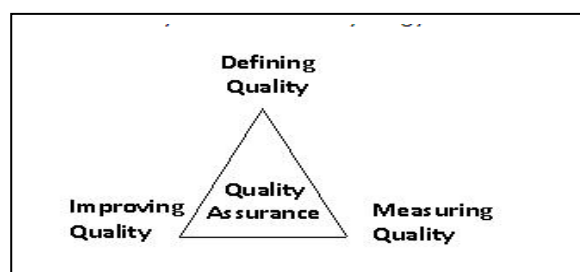 Defining
Quality
Quality
Assurance
Improving
Quality
Measuring
Quality